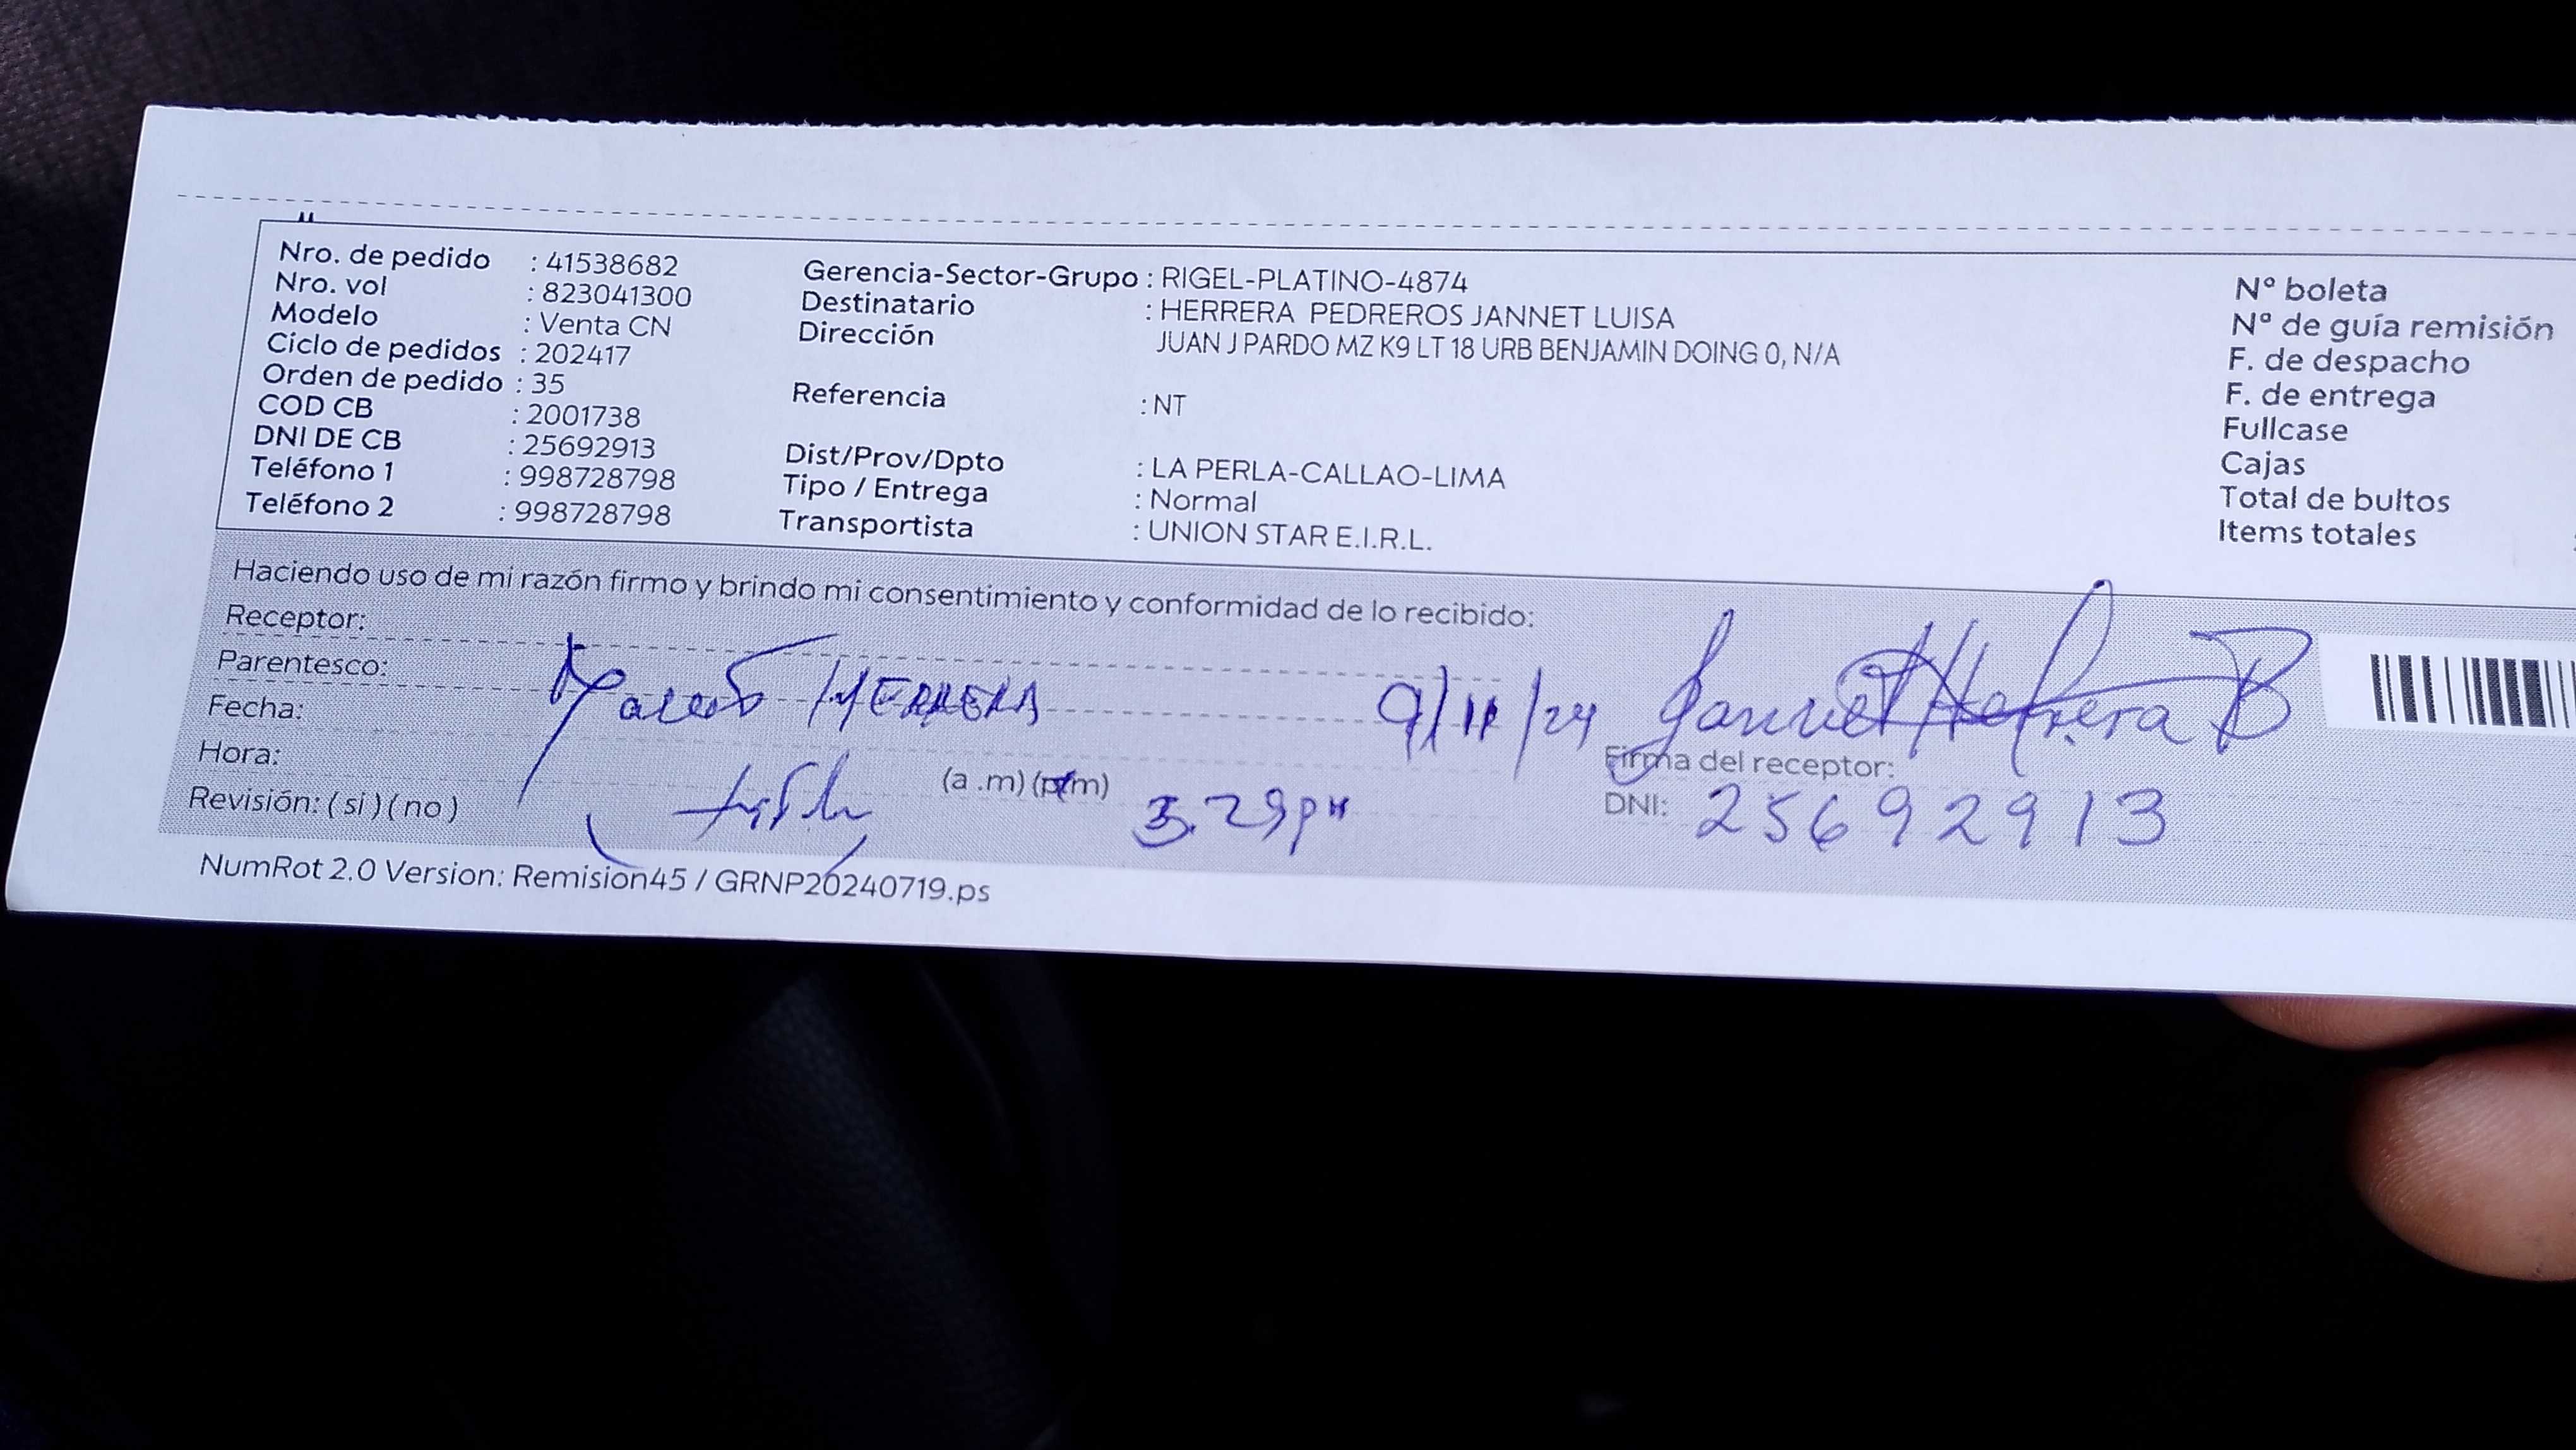 Nro. de pedido : 41538682
Nro. vol : 823041300
Modelo : Venta CN
Ciclo de pedidos : 202417
Orden de pedido : 35
COD CB : 2001738
DNI DE CB : 25692913
Teléfono 1 : 998728798
Teléfono 2 : 998728798
Gerencia-Sector-Grupo : RIGEL-PLATINO-4874
Destinatario : HERRERA PEDREROS JANNET LUISA
Dirección JUAN J PARDO MZ K9 LT 18 URB BENJAMIN DOING 0, N/A
Referencia : NT
Dist/Prov/Dpto : LA PERLA-CALLAO-LIMA
Tipo / Entrega : Normal
Transportista : UNION STAR E.I.R.L.
N° boleta
N° de guía remisión
F. de despacho
F. de entrega
Fullcase
Cajas
Total de bultos
Items totales
Haciendo uso de mi razón firmo y brindo mi consentimiento y conformidad de lo recibido:
Receptor:
Parentesco: HERRERA
Fecha: 9/11/24 Jannet Herrera
Hora: (a .m) (p.m) 3.29pm
Firma del receptor:
Revisión: ( si ) ( no )
DNI: 25692913
NumRot 2.0 Version: Remision45 / GRNP20240719.ps